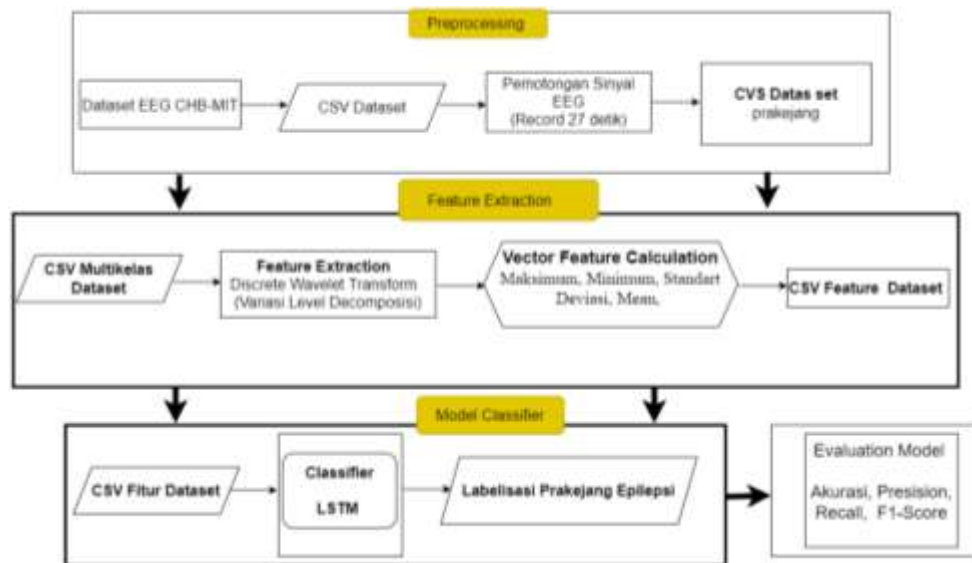 Preprocessing
Dataset EEG CHB-MIT
CSV Dataset
Pemotongan Sinyal
EEG
(Record 27 detik)
CVS Datas set
prakejang
Feature Extraction
CSV Multikelas
Dataset
Feature Extraction
Discrete Wavelet Transform
(Variasi Level Decomposisi)
Vector Feature Calculation
Maksimum, Minimum, Standart
Deviasi, Mean,
CSV Feature Dataset
Model Classifier
CSV Fitur Dataset
Classifier
LSTM
Labelisasi Prakejang Epilepsi
Evaluation Model
Akurasi, Presision,
Recall, F1-Score